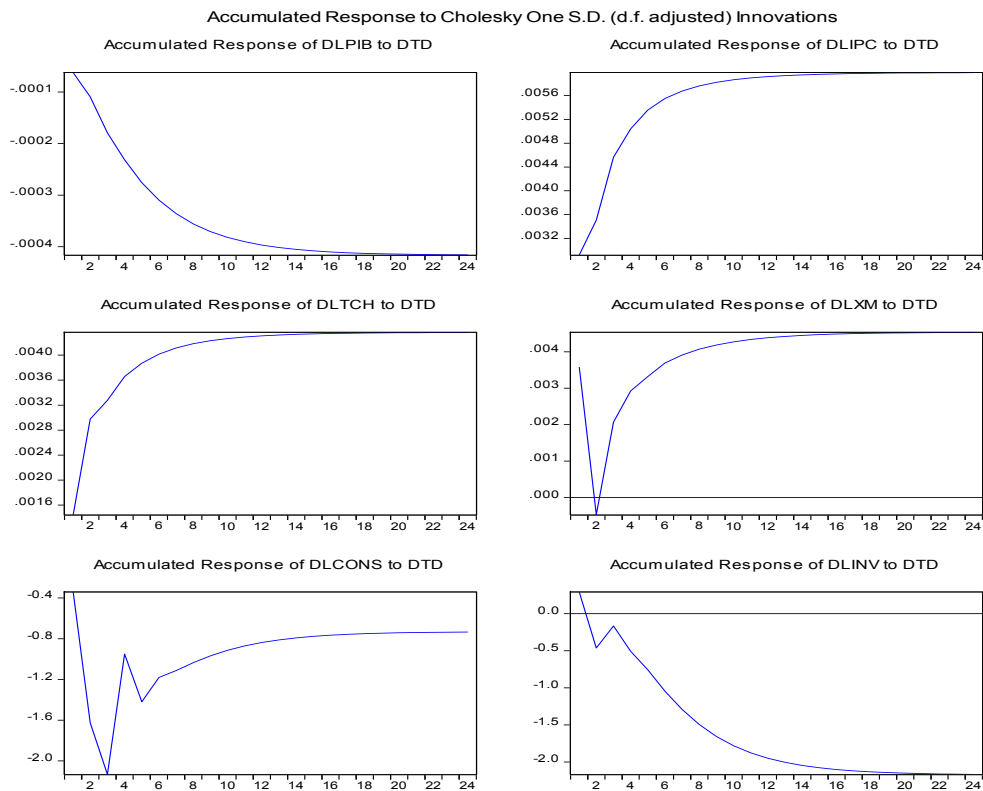 Accumulated Response to Cholesky One S.D. (d.f. adjusted) Innovations
Accumulated Response of DLPIB to DTD
-.0001
-.0002
-.0003
-.0004
2 4 6 8 10 12 14 16 18 20 22 24
Accumulated Response of DLIPC to DTD
.0056
.0052
.0048
.0044
.0040
.0036
.0032
2 4 6 8 10 12 14 16 18 20 22 24
Accumulated Response of DLTCH to DTD
.0040
.0036
.0032
.0028
.0024
.0020
.0016
2 4 6 8 10 12 14 16 18 20 22 24
Accumulated Response of DLXM to DTD
.004
.003
.002
.001
.000
2 4 6 8 10 12 14 16 18 20 22 24
Accumulated Response of DLCONS to DTD
-0.4
-0.8
-1.2
-1.6
-2.0
2 4 6 8 10 12 14 16 18 20 22 24
Accumulated Response of DLINV to DTD
0.0
-0.5
-1.0
-1.5
-2.0
2 4 6 8 10 12 14 16 18 20 22 24